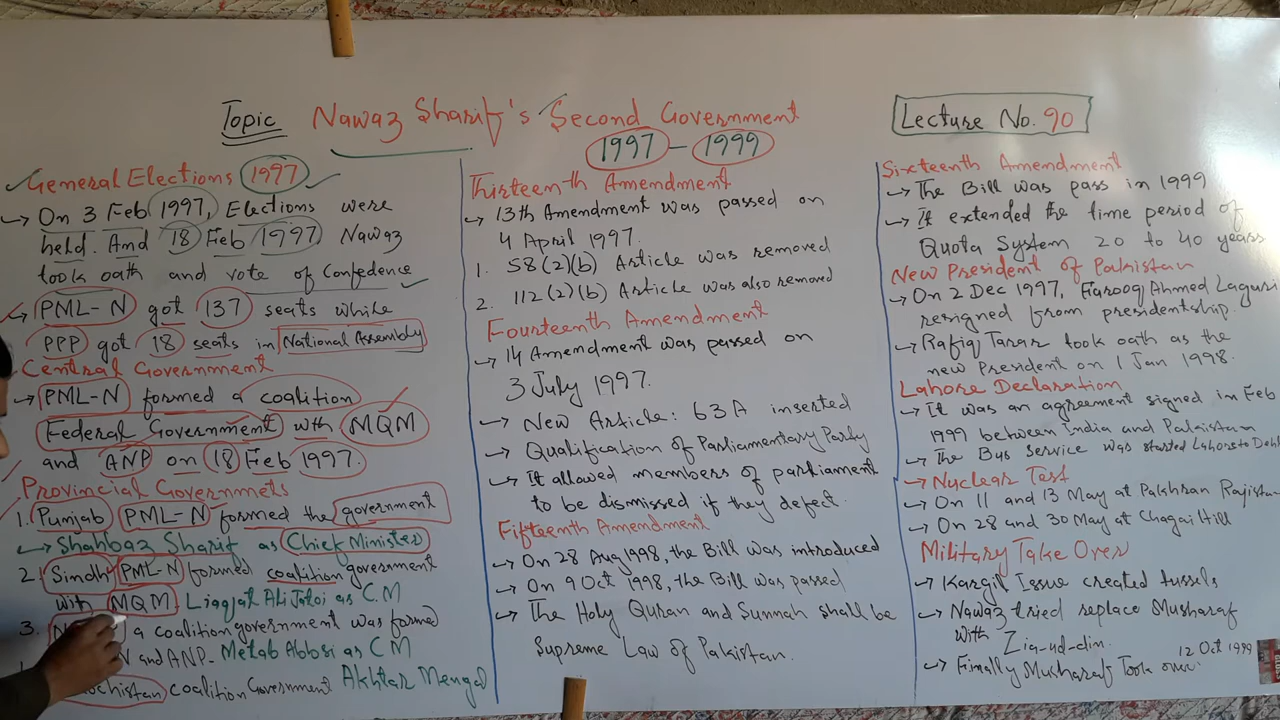 Topic Nawaz Sharif's Second Government
1997 - 1999
Lecture No. 90
General Elections 1997
→ On 3 Feb 1997, Elections were
held. And 18 Feb 1997 Nawaz
took oath and vote of Confedence
→ PML-N got 137 seats while
PPP got 18 seats in National Assembly
Central Government
→ PML-N formed a coalition
Federal Government with MQM
and ANP on 18 Feb 1997.
Provincial Governmets
1. Punjab PML-N formed the government
→ Shahbaz Sharif as Chief Minister
2. Sindh PML-N formed coalition government
with MQM Liaqat Ali Jatoi as C.M
3. a coalition government was formed
and ANP. Metab Abbosi as CM
coalition Government Akhtar Mengal
Thirteenth Amendment
→ 13th Amendment was passed on
4 April 1997.
1. 58(2)(b) Article was removed
2. 112(2)(b) Article was also removed
Fourteenth Amendment
→ 14 Amendment was passed on
3 July 1997.
→ New Article: 63A inserted
→ Qualification of Parliamentary Party
→ It allowed members of parliament
to be dismissed if they defect.
Fifteenth Amendment
→ On 28 Aug 1998, the Bill was introduced
→ On 9 Oct 1998, the Bill was passed
→ The Holy Quran and Sunnah shall be
Supreme Law of Pakistan.
Sixteenth Amendment
→ The Bill was pass in 1999
→ It extended the time period of
Quota System 20 to 40 years
New President of Pakistan
→ On 2 Dec 1997, Farooq Ahmed Lagari
resigned from presidentship.
→ Rafiq Tarar took oath as the
new President on 1 Jan 1998.
Lahore Declaration
→ It was an agreement signed in Feb
1999 between India and Pakistan
→ The Bus Service was started Lahore to
→ Nuclear Test
→ On 11 and 13 May at Pakhran
→ On 28 and 30 May at Chagai Hill
Military Take Over
→ Kargil Issue created tussels
→ Nawaz tried replace Musharaf
with Zia-ud-din.
→ Finally Musharaf Took over 12 Oct 1999